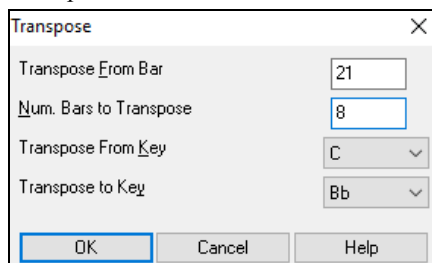 Transpose
Transpose From Bar 21
Num. Bars to Transpose 8
Transpose From Key C
Transpose to Key Bb
OK Cancel Help